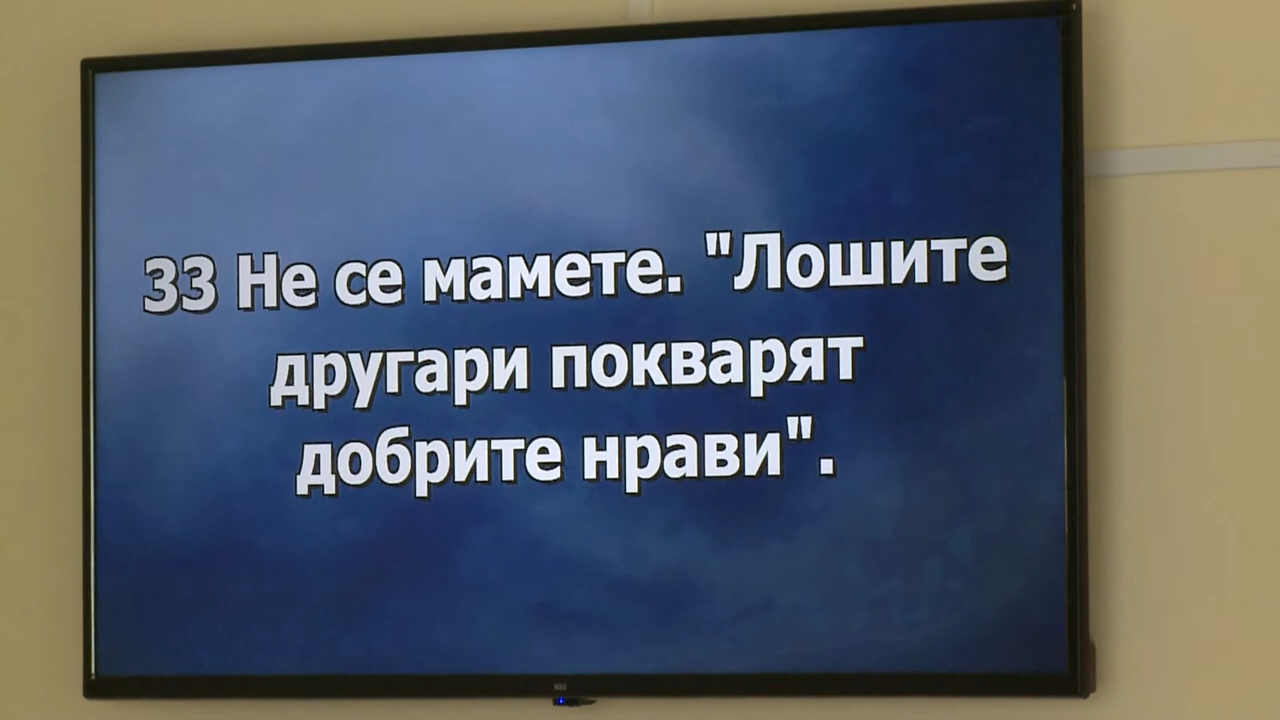 33 Не се мамете. "Лошите
другари покварят
добрите нрави".